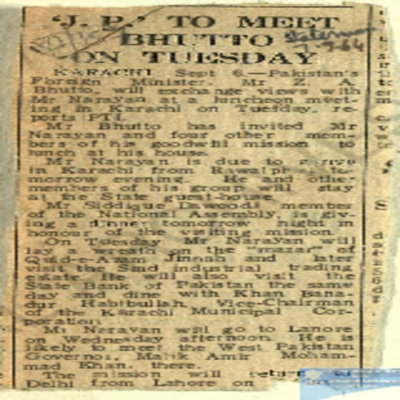 'J. P.' TO MEET
BHUTTO
ON TUESDAY
KARACHI, Sept 6.—Pakistan's
Foreign Minister, Mr Z. A.
Bhutto, will exchange views with
Mr Narayan at a luncheon meet-
ing in Karachi on Tuesday, re-
ports PTI.
Mr Bhutto has invited Mr
Narayan and four other mem-
bers of his goodwill mission to
lunch at his house.
Mr Narayan is due to arrive
in Karachi from Rawalpindi to-
morrow evening. He and other
members of his group will stay
at the State guest-house.
Mr Siddique Dawood, member
of the National Assembly, is giv-
ing a dinner tomorrow night in
honour of the visiting mission.
On Tuesday Mr Narayan will
lay wreath on the "mazar" of
Quid-e-Azam Jinnah and later
visit the Sind industrial trading
estate. He will also visit the
State Bank of Pakistan the same
day and dine with Khan Baha-
dur Habibullah, Vice-Chairman
of the Karachi Municipal Cor-
poration.
Mr Narayan will go to Lahore
on Wednesday afternoon. He is
likely to meet the West Pakistan
Governor, Malik Amir Moham-
mad Khan, there.
The mission will return
Delhi from Lahore on